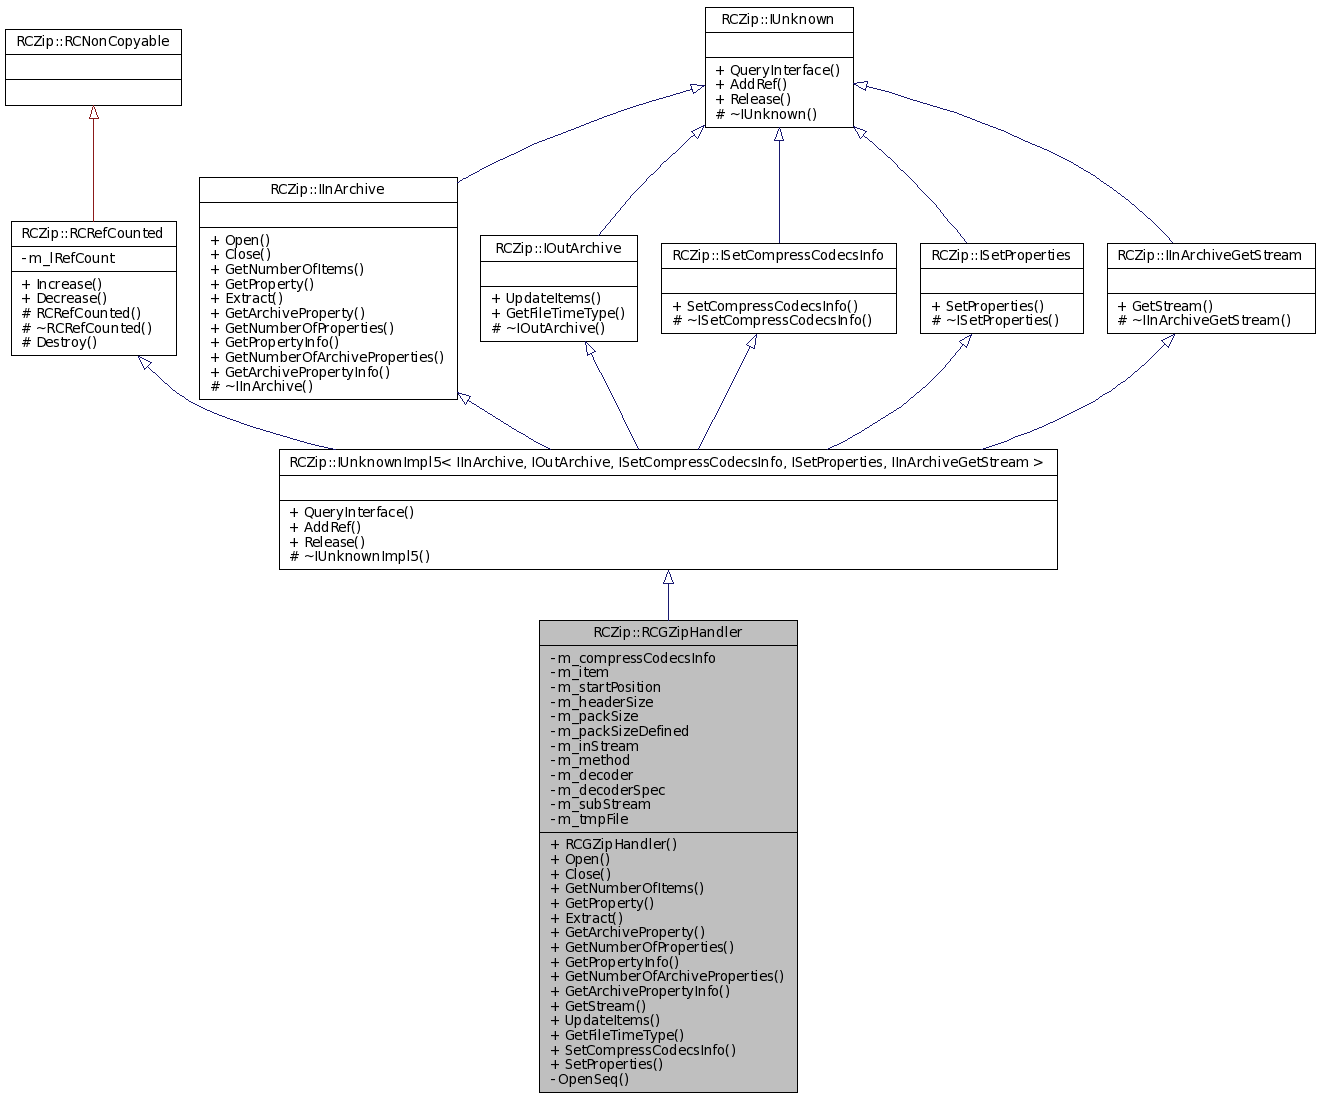 RCZip::IUnknown
+ QueryInterface()
+ AddRef()
+ Release()
# ~IUnknown()
RCZip::RCNonCopyable
RCZip::IInArchive
+ Open()
+ Close()
+ GetNumberOfItems()
+ GetProperty()
+ Extract()
+ GetArchiveProperty()
+ GetNumberOfProperties()
+ GetPropertyInfo()
+ GetNumberOfArchiveProperties()
+ GetArchivePropertyInfo()
# ~IInArchive()
RCZip::RCRefCounted
- m_lRefCount
+ Increase()
+ Decrease()
# RCRefCounted()
# ~RCRefCounted()
# Destroy()
RCZip::IOutArchive
+ UpdateItems()
+ GetFileTimeType()
# ~IOutArchive()
RCZip::ISetCompressCodecsInfo
+ SetCompressCodecsInfo()
# ~ISetCompressCodecsInfo()
RCZip::ISetProperties
+ SetProperties()
# ~ISetProperties()
RCZip::IInArchiveGetStream
+ GetStream()
# ~IInArchiveGetStream()
RCZip::IUnknownImpl5< IInArchive, IOutArchive, ISetCompressCodecsInfo, ISetProperties, IInArchiveGetStream >
+ QueryInterface()
+ AddRef()
+ Release()
# ~IUnknownImpl5()
RCZip::RCGZipHandler
- m_compressCodecsInfo
- m_item
- m_startPosition
- m_headerSize
- m_packSize
- m_packSizeDefined
- m_inStream
- m_method
- m_decoder
- m_decoderSpec
- m_subStream
- m_tmpFile
+ RCGZipHandler()
+ Open()
+ Close()
+ GetNumberOfItems()
+ GetProperty()
+ Extract()
+ GetArchiveProperty()
+ GetNumberOfProperties()
+ GetPropertyInfo()
+ GetNumberOfArchiveProperties()
+ GetArchivePropertyInfo()
+ GetStream()
+ UpdateItems()
+ GetFileTimeType()
+ SetCompressCodecsInfo()
+ SetProperties()
- OpenSeq()